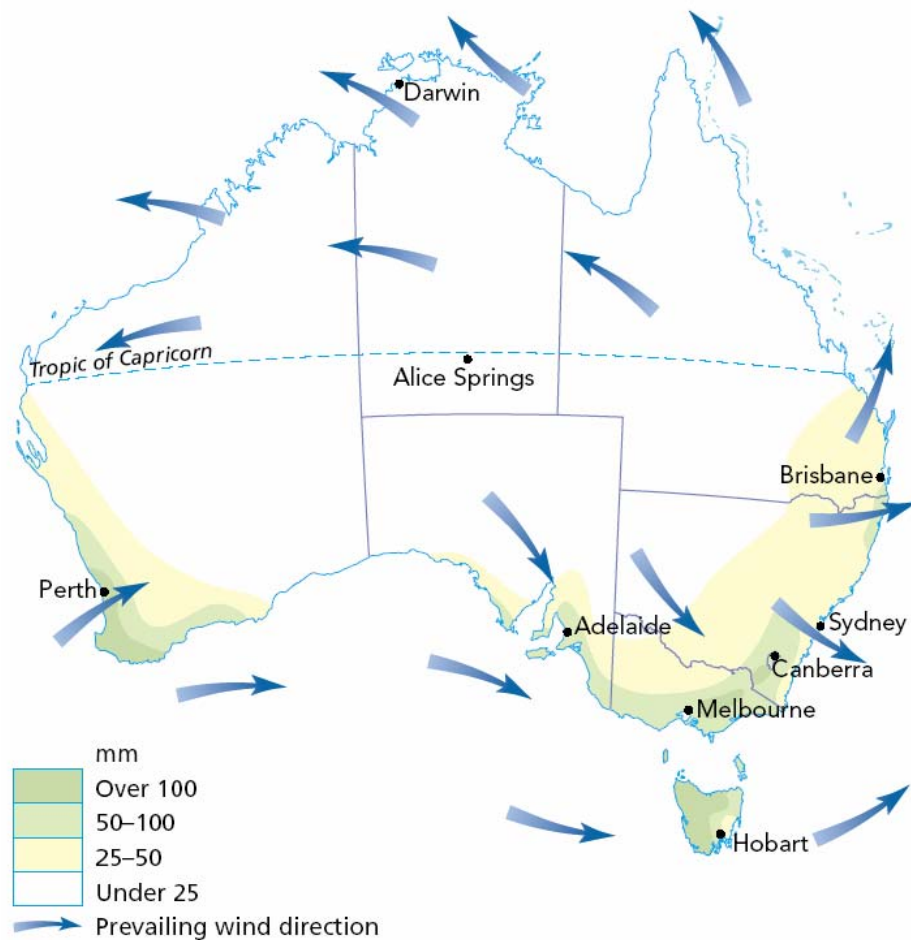 Darwin
Tropic of Capricorn
Alice Springs
Brisbane
Perth
Adelaide
Sydney
Canberra
Melbourne
Hobart
mm
Over 100
50–100
25–50
Under 25
Prevailing wind direction